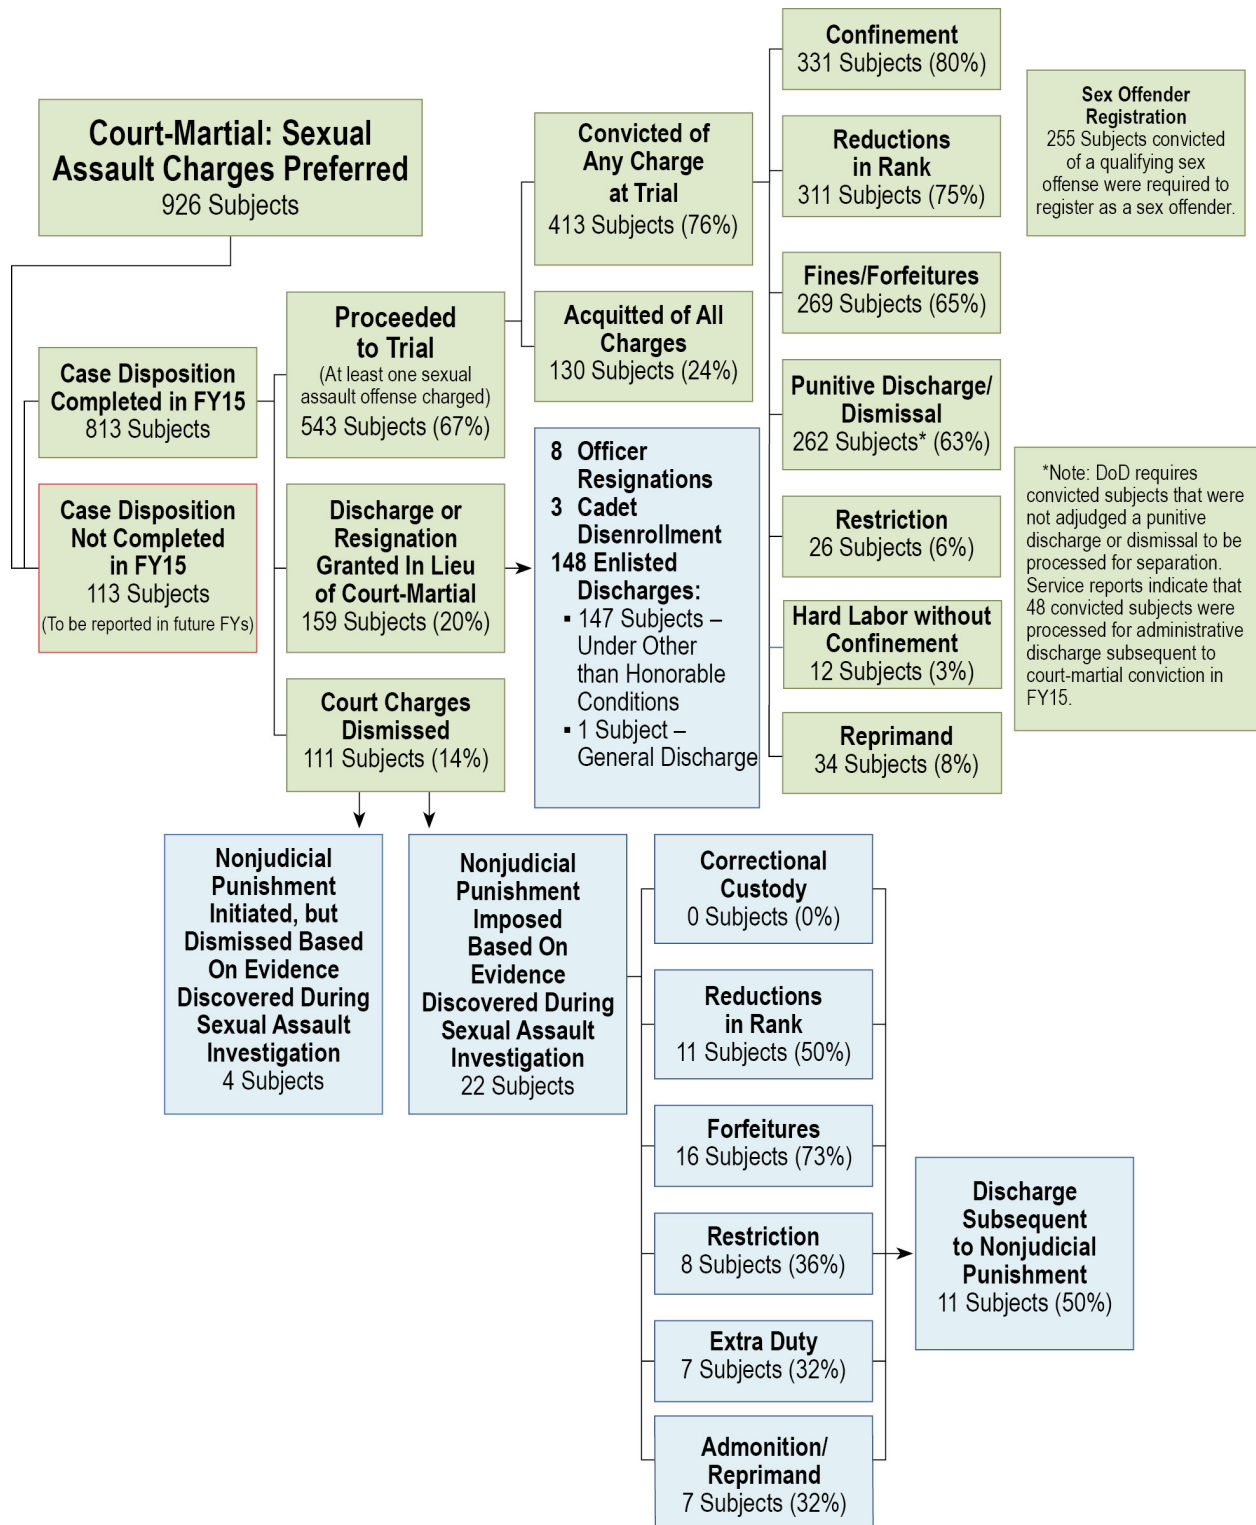 Court-Martial: Sexual
Assault Charges Preferred
926 Subjects
Case Disposition
Completed in FY15
813 Subjects
Case Disposition
Not Completed
in FY15
113 Subjects
(To be reported in future FYs)
Proceeded
to Trial
(At least one sexual
assault offense charged)
543 Subjects (67%)
Discharge or
Resignation
Granted In Lieu
of Court-Martial
159 Subjects (20%)
Court Charges
Dismissed
111 Subjects (14%)
Convicted of
Any Charge
at Trial
413 Subjects (76%)
Acquitted of All
Charges
130 Subjects (24%)
8 Officer
Resignations
3 Cadet
Disenrollment
148 Enlisted
Discharges:
▪ 147 Subjects –
Under Other
than Honorable
Conditions
▪ 1 Subject –
General Discharge
Confinement
331 Subjects (80%)
Reductions
in Rank
311 Subjects (75%)
Fines/Forfeitures
269 Subjects (65%)
Punitive Discharge/
Dismissal
262 Subjects* (63%)
Restriction
26 Subjects (6%)
Hard Labor without
Confinement
12 Subjects (3%)
Reprimand
34 Subjects (8%)
Sex Offender
Registration
255 Subjects convicted
of a qualifying sex
offense were required to
register as a sex offender.
*Note: DoD requires
convicted subjects that were
not adjudged a punitive
discharge or dismissal to be
processed for separation.
Service reports indicate that
48 convicted subjects were
processed for administrative
discharge subsequent to
court-martial conviction in
FY15.
Nonjudicial
Punishment
Initiated, but
Dismissed Based
On Evidence
Discovered During
Sexual Assault
Investigation
4 Subjects
Nonjudicial
Punishment
Imposed
Based On
Evidence
Discovered During
Sexual Assault
Investigation
22 Subjects
Correctional
Custody
0 Subjects (0%)
Reductions
in Rank
11 Subjects (50%)
Forfeitures
16 Subjects (73%)
Restriction
8 Subjects (36%)
Extra Duty
7 Subjects (32%)
Admonition/
Reprimand
7 Subjects (32%)
Discharge
Subsequent
to Nonjudicial
Punishment
11 Subjects (50%)